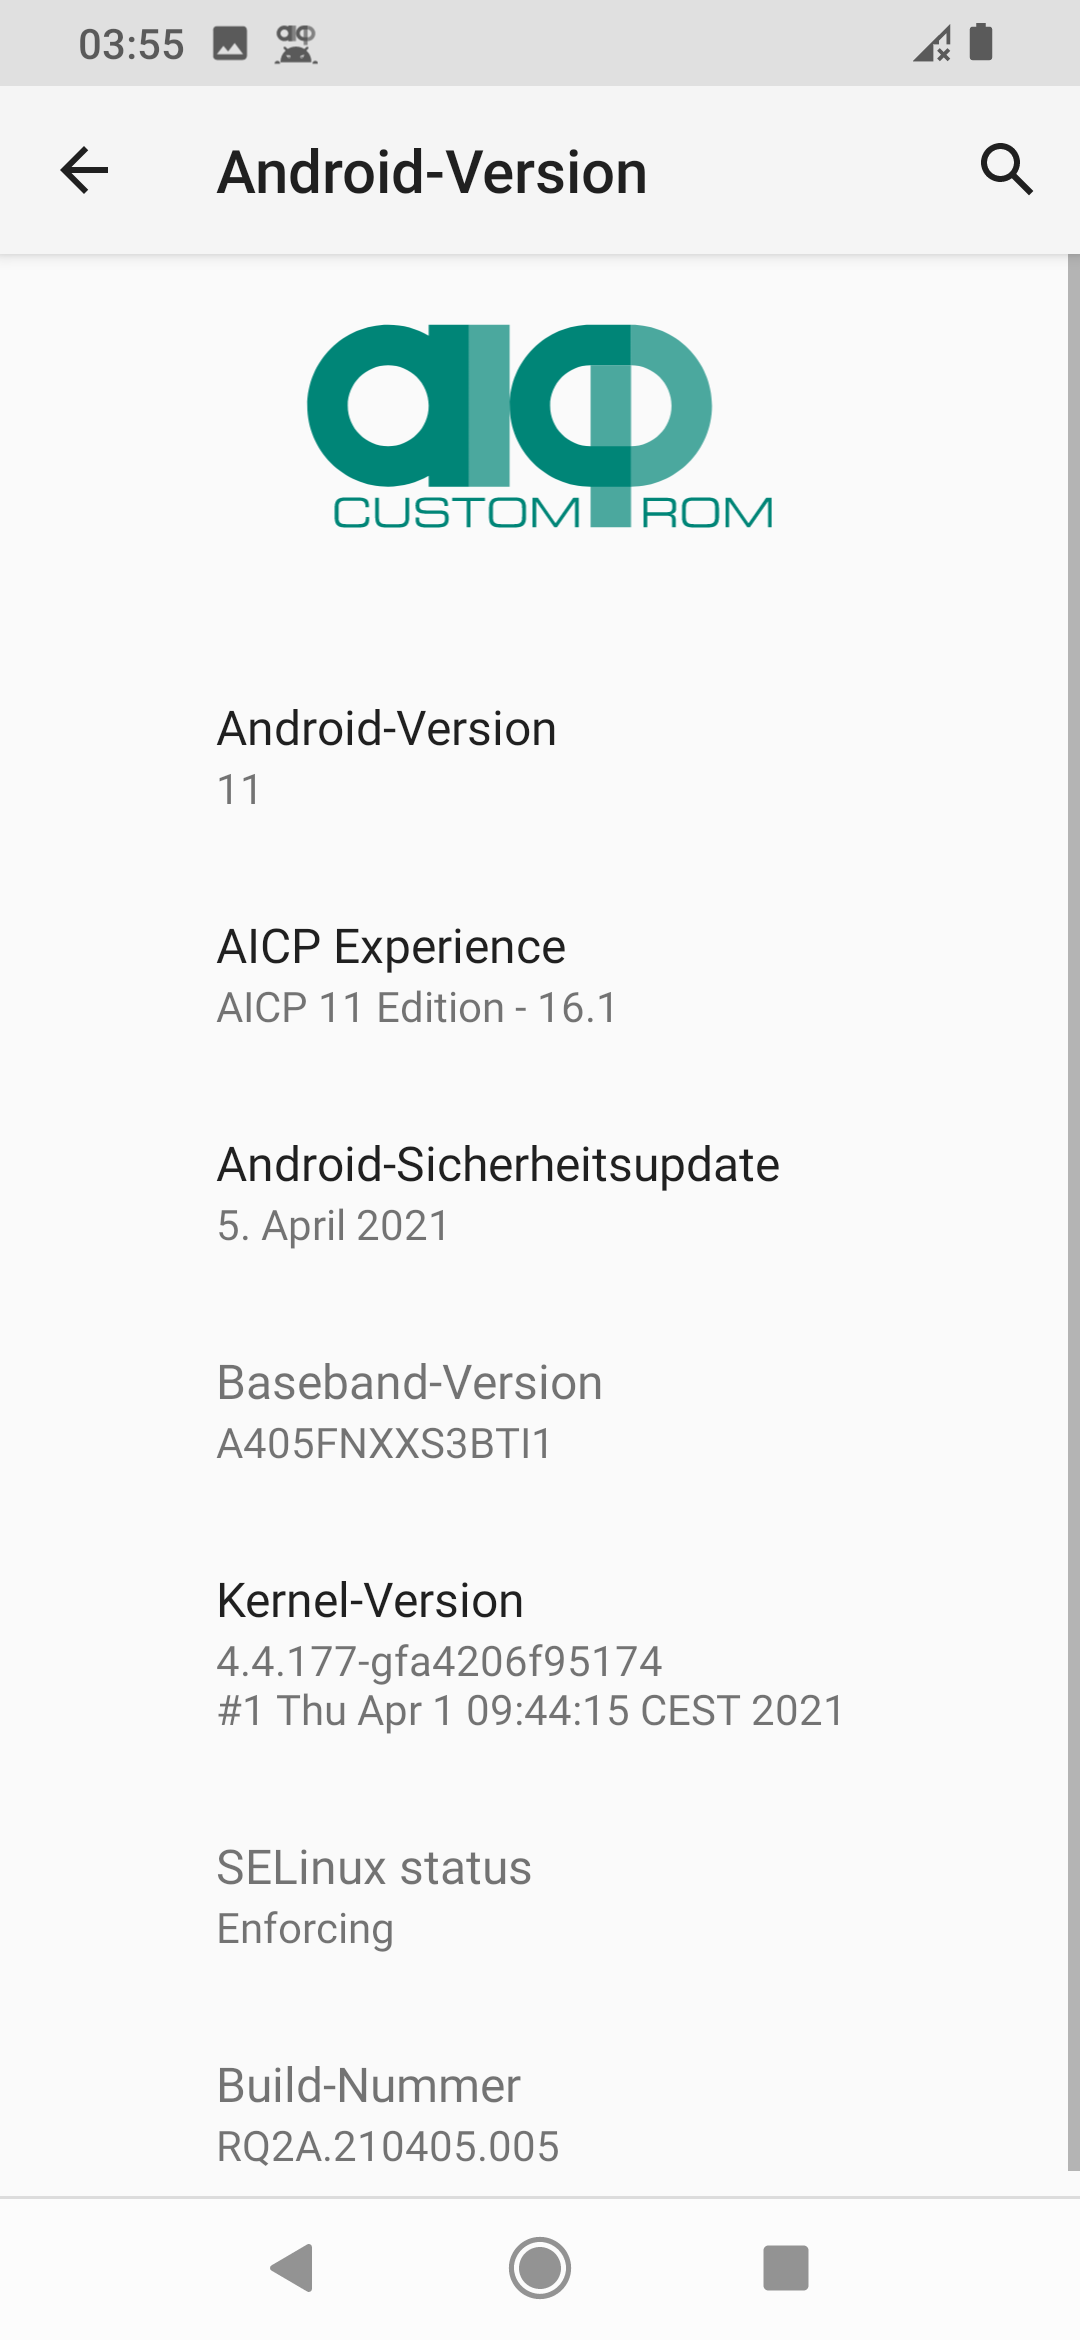 03:55
Android-Version
aicp
CUSTOM ROM
Android-Version
11
AICP Experience
AICP 11 Edition - 16.1
Android-Sicherheitsupdate
5. April 2021
Baseband-Version
A405FNXXS3BTI1
Kernel-Version
4.4.177-gfa4206f95174
#1 Thu Apr 1 09:44:15 CEST 2021
SELinux status
Enforcing
Build-Nummer
RQ2A.210405.005